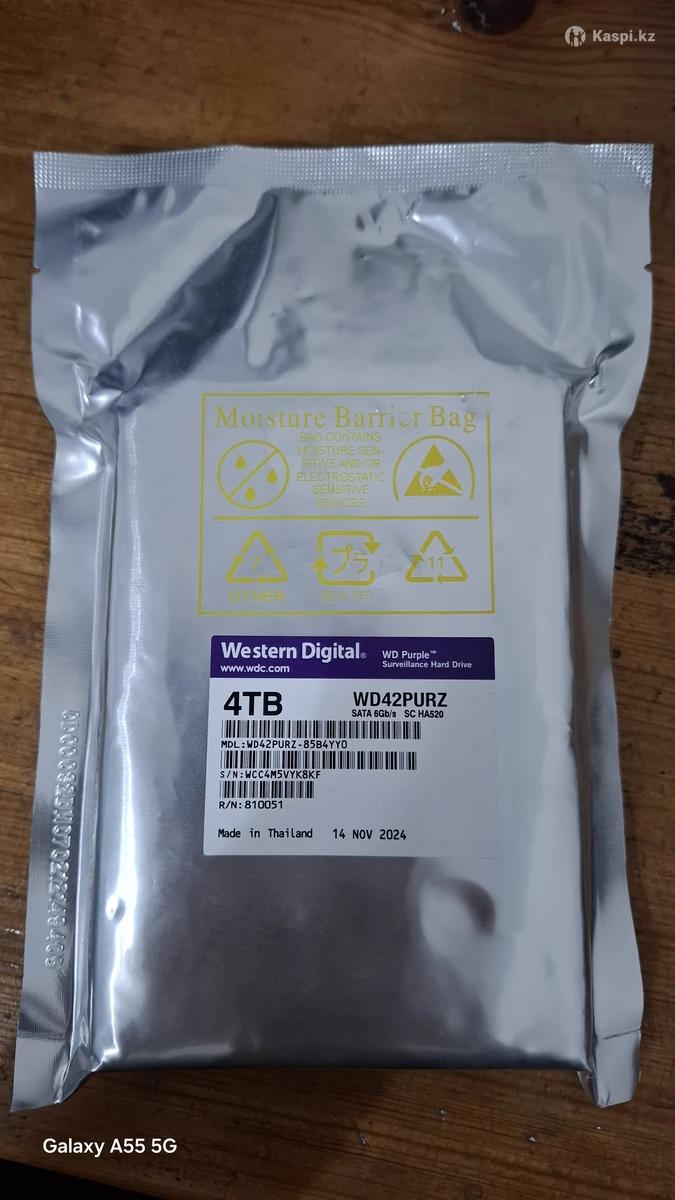 Kaspi.kz
Moisture Barrier Bag
BAG CONTAINS
MOISTURE SEN-
SITIVE AND OR
ELECTROSTATIC
SENSITIVE
DEVICES
プラ
11
OTHER
Western Digital®
WD Purple™
www.wdc.com
Surveillance Hard Drive
4TB
WD42PURZ
SATA 6Gb/s SC HA520
MDL:WD42PURZ-85B4YY0
S/N:WCC4M5VYK8KF
R/N:810051
Made in Thailand 14 NOV 2024
Galaxy A55 5G